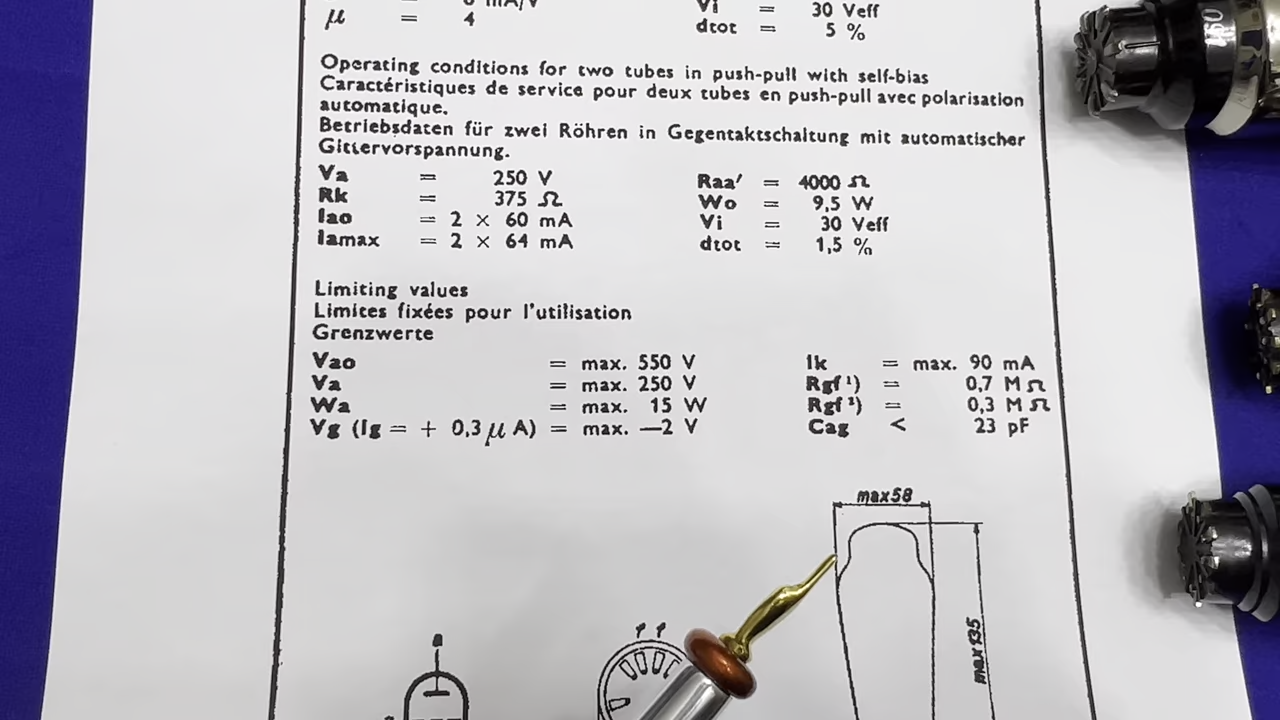 μ = 4
Vi = 30 Veff
dtot = 5 %
Operating conditions for two tubes in push-pull with self-bias
Caractéristiques de service pour deux tubes en push-pull avec polarisation
automatique.
Betriebsdaten für zwei Röhren in Gegentaktschaltung mit automatischer
Gittervorspannung.
Va = 250 V
Rk = 375 Ω
Iao = 2 × 60 mA
Iamax = 2 × 64 mA
Raa' = 4000 Ω
Wo = 9,5 W
Vi = 30 Veff
dtot = 1,5 %
Limiting values
Limites fixées pour l'utilisation
Grenzwerte
Vao = max. 550 V
Va = max. 250 V
Wa = max. 15 W
Vg (Ig = + 0,3 μ A) = max. —2 V
Ik = max. 90 mA
Rgf ¹) = 0,7 M Ω
Rgf ²) = 0,3 M Ω
Cag < 23 pF
max 58
max 135